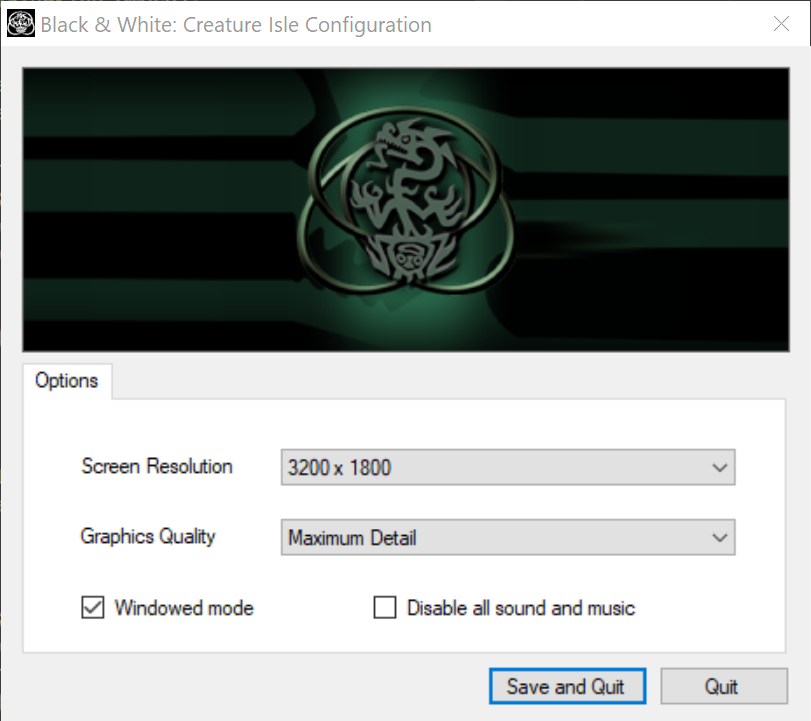 Black & White: Creature Isle Configuration
Options
Screen Resolution 3200 x 1800
Graphics Quality Maximum Detail
Windowed mode Disable all sound and music
Save and Quit Quit